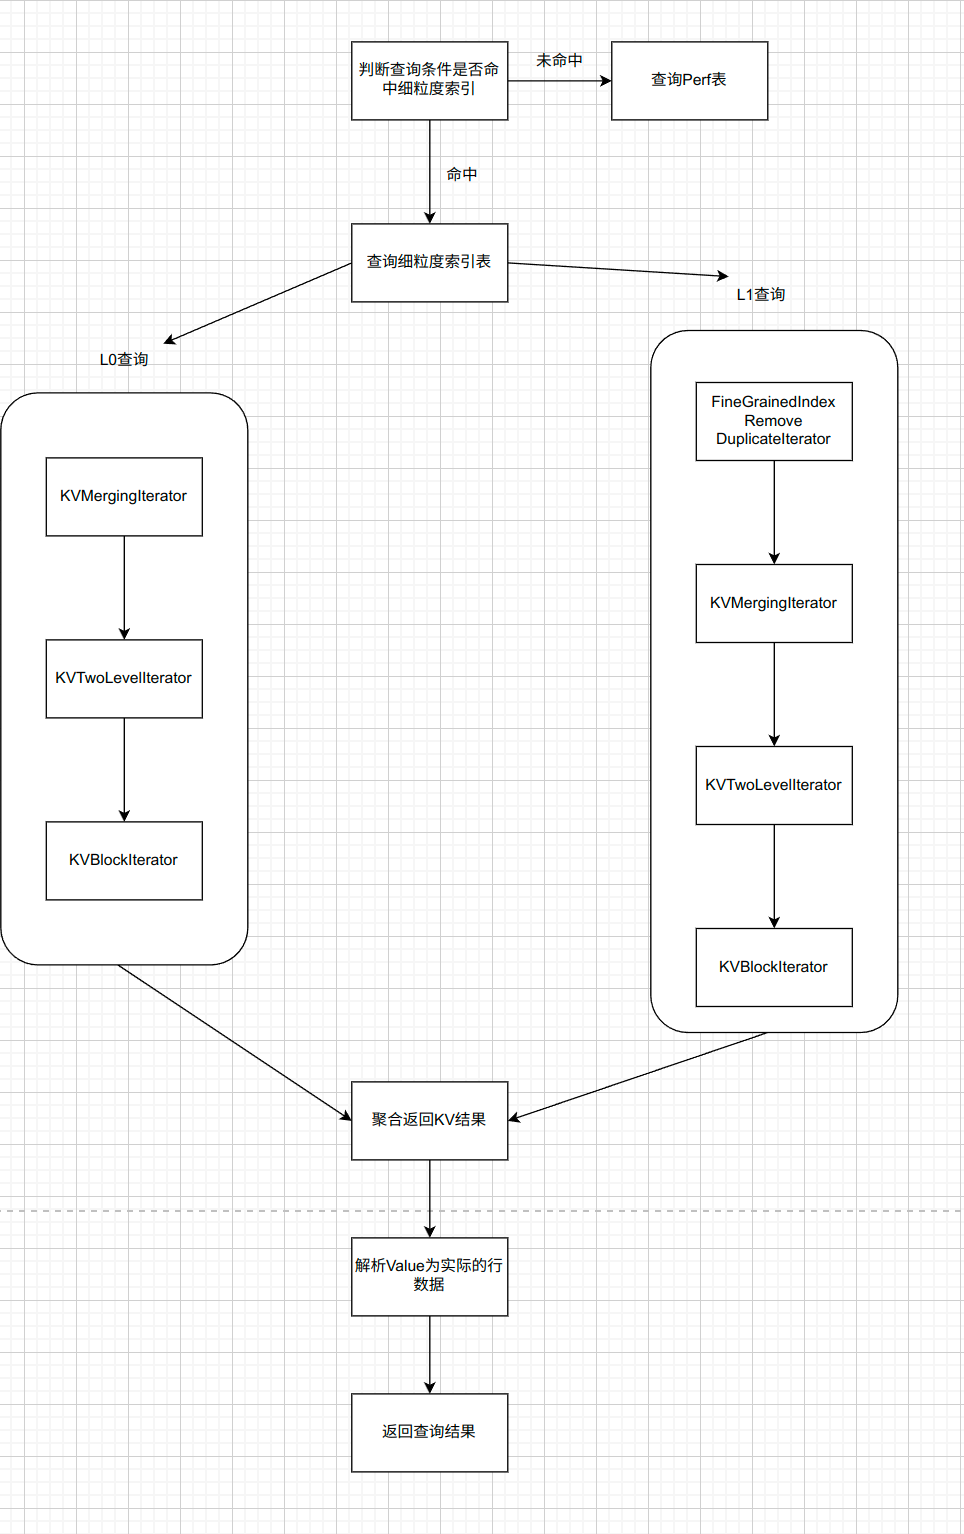 判断查询条件是否命
中细粒度索引
未命中
查询Perf表
命中
查询细粒度索引表
L0查询
L1查询
KVMergingIterator
KVTwoLevelIterator
KVBlockIterator
FineGrainedIndex
Remove
DuplicateIterator
KVMergingIterator
KVTwoLevelIterator
KVBlockIterator
聚合返回KV结果
解析Value为实际的行
数据
返回查询结果